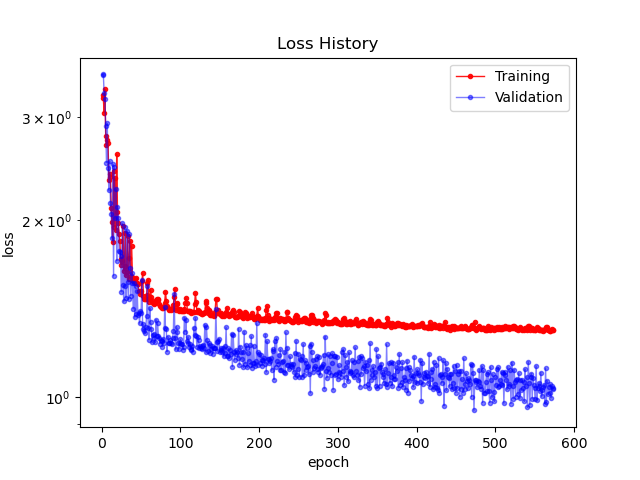 Loss History
Training
Validation
3 × 10⁰
2 × 10⁰
10⁰
loss
0 100 200 300 400 500 600
epoch